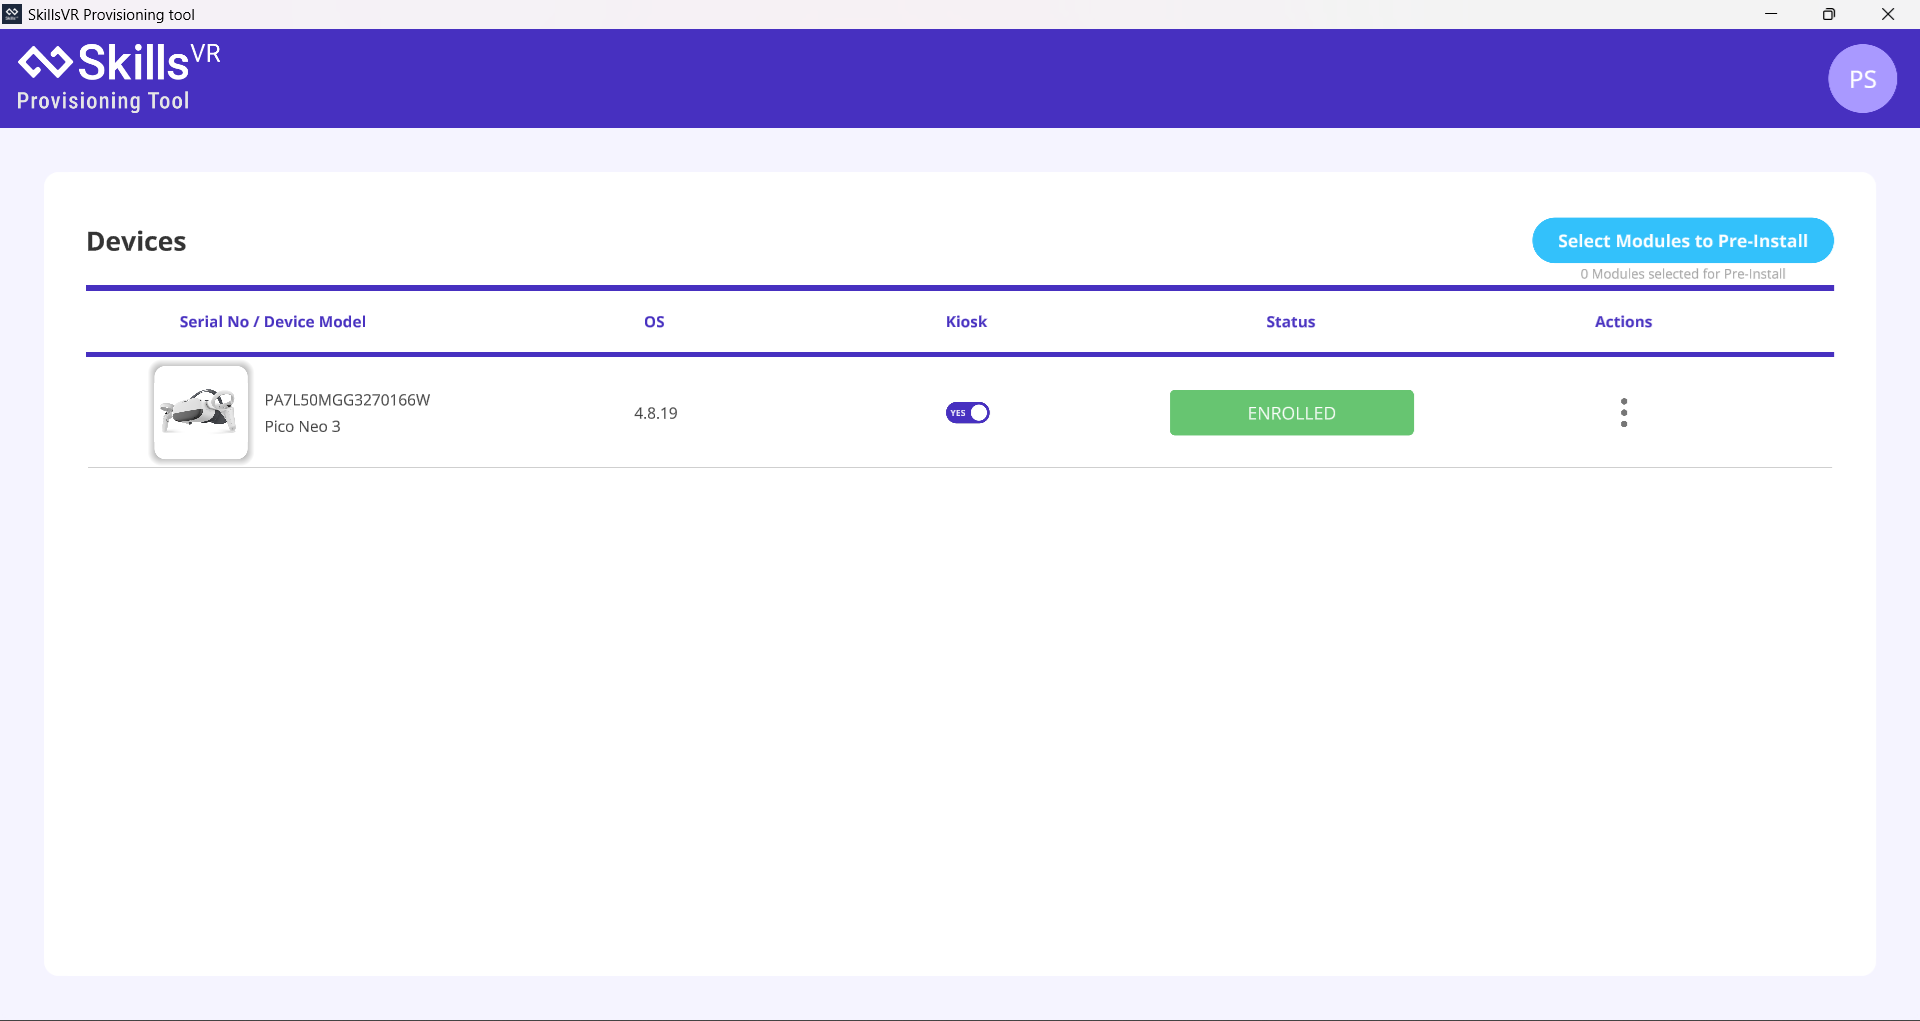 SkillsVR Provisioning tool
SkillsVR
Provisioning Tool
PS
Devices
Select Modules to Pre-Install
0 Modules selected for Pre-Install
Serial No / Device Model OS Kiosk Status Actions
PA7L50MGG3270166W
Pico Neo 3
4.8.19
YES
ENROLLED